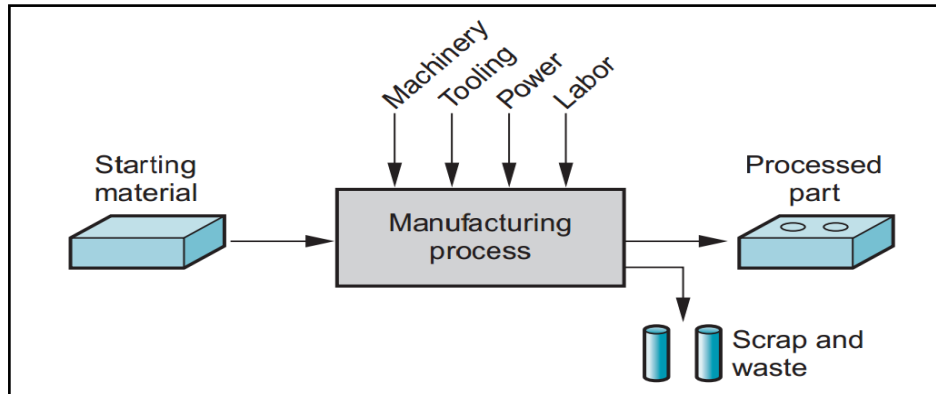 Machinery
Tooling
Power
Labor
Starting
material
Manufacturing
process
Processed
part
Scrap and
waste